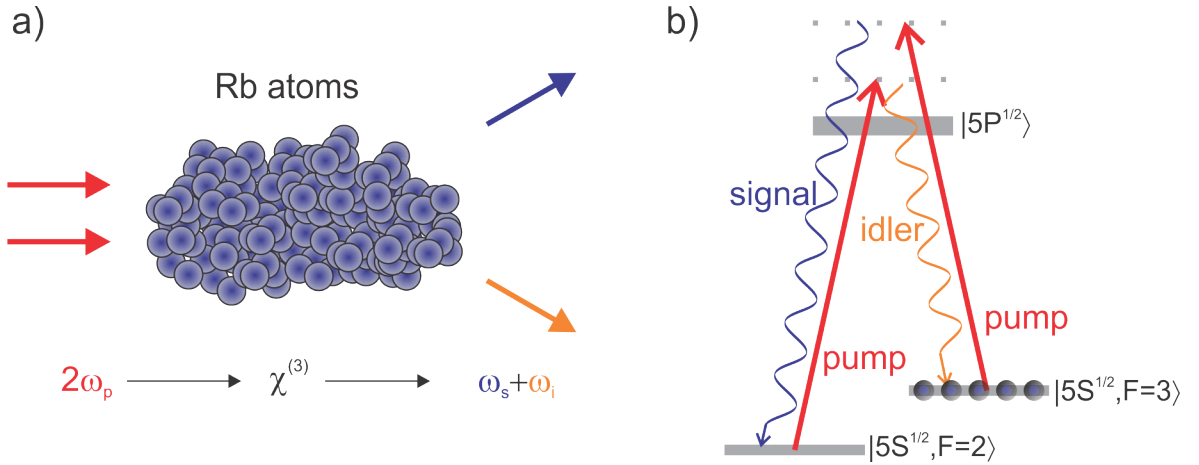 a)
Rb atoms
2ωp χ(3) ωs+ωi
b)
|5P1/2⟩
signal
idler
pump
pump
|5S1/2,F=3⟩
|5S1/2,F=2⟩